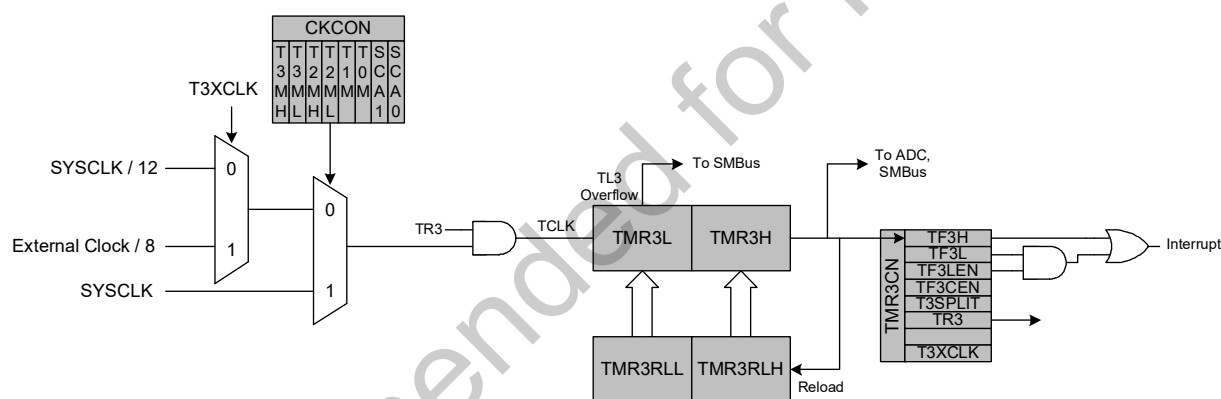 CKCON
T3MH T3ML T2MH T2ML T1M T0M SCA1 SCA0
T3XCLK
SYSCLK / 12
0
External Clock / 8
1
SYSCLK
0
1
TR3
TCLK
TL3
Overflow
To SMBus
TMR3L
TMR3H
To ADC,
SMBus
TMR3RLL
TMR3RLH
Reload
TMR3CN
TF3H
TF3L
TF3LEN
TF3CEN
T3SPLIT
TR3
T3XCLK
Interrupt
ended for